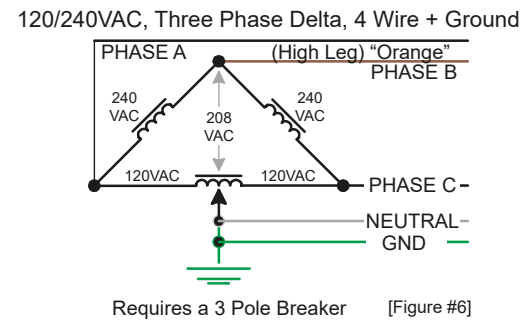 120/240VAC, Three Phase Delta, 4 Wire + Ground
PHASE A
(High Leg) “Orange”
PHASE B
240
VAC
208
VAC
240
VAC
120VAC
120VAC
PHASE C
NEUTRAL
GND
Requires a 3 Pole Breaker
[Figure #6]